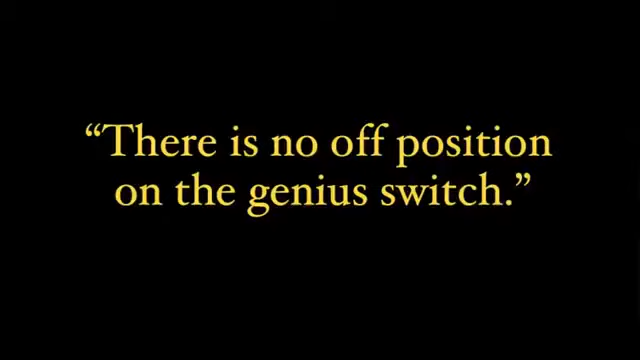 “There is no off position
on the genius switch.”